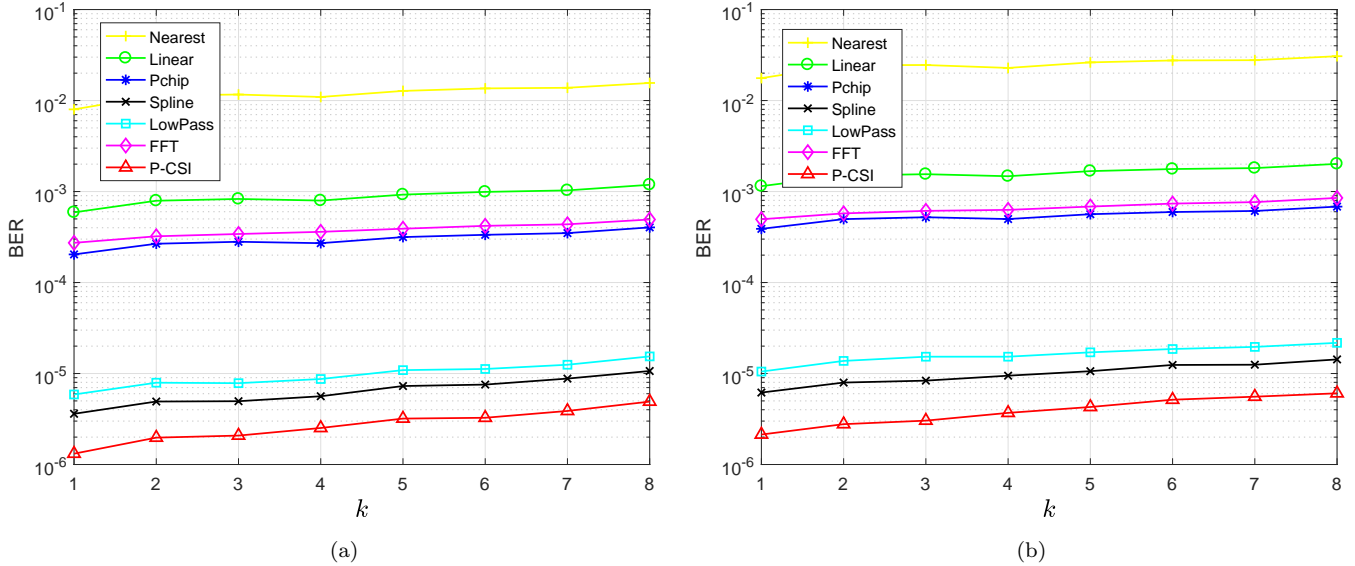 10^-1
10^-2
10^-3
10^-4
10^-5
10^-6
BER
Nearest
Linear
Pchip
Spline
LowPass
FFT
P-CSI
1 2 3 4 5 6 7 8
k
(a)
10^-1
10^-2
10^-3
10^-4
10^-5
10^-6
BER
Nearest
Linear
Pchip
Spline
LowPass
FFT
P-CSI
1 2 3 4 5 6 7 8
k
(b)